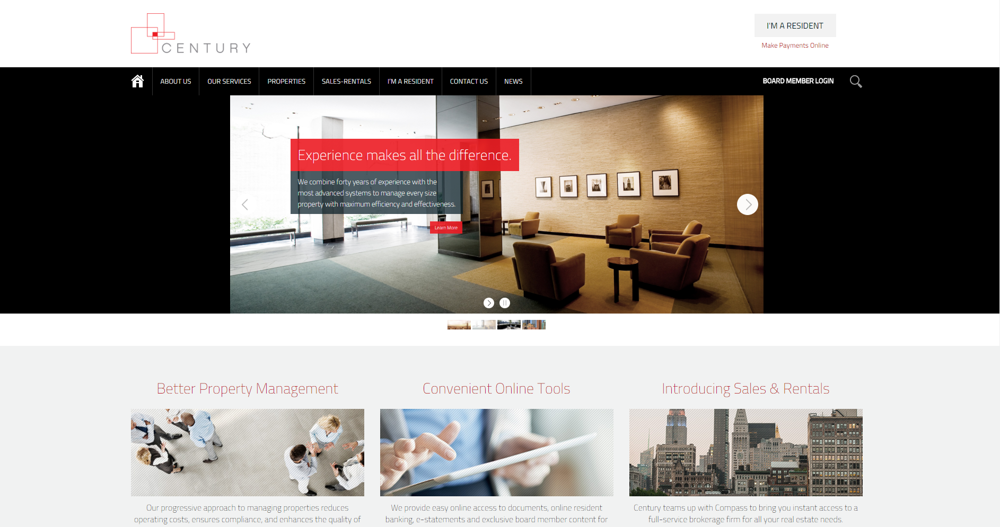 CENTURY
I'M A RESIDENT
Make Payments Online
ABOUT US
OUR SERVICES
PROPERTIES
SALES-RENTALS
I'M A RESIDENT
CONTACT US
NEWS
BOARD MEMBER LOGIN
Experience makes all the difference.
We combine forty years of experience with the
most advanced systems to manage every size
property with maximum efficiency and effectiveness.
Learn More
Better Property Management
Convenient Online Tools
Introducing Sales & Rentals
Our progressive approach to managing properties reduces
operating costs, ensures compliance, and enhances the quality of
We provide easy online access to documents, online resident
banking, e-statements and exclusive board member content for
Century teams up with Compass to bring you instant access to a
full-service brokerage firm for all your real estate needs.